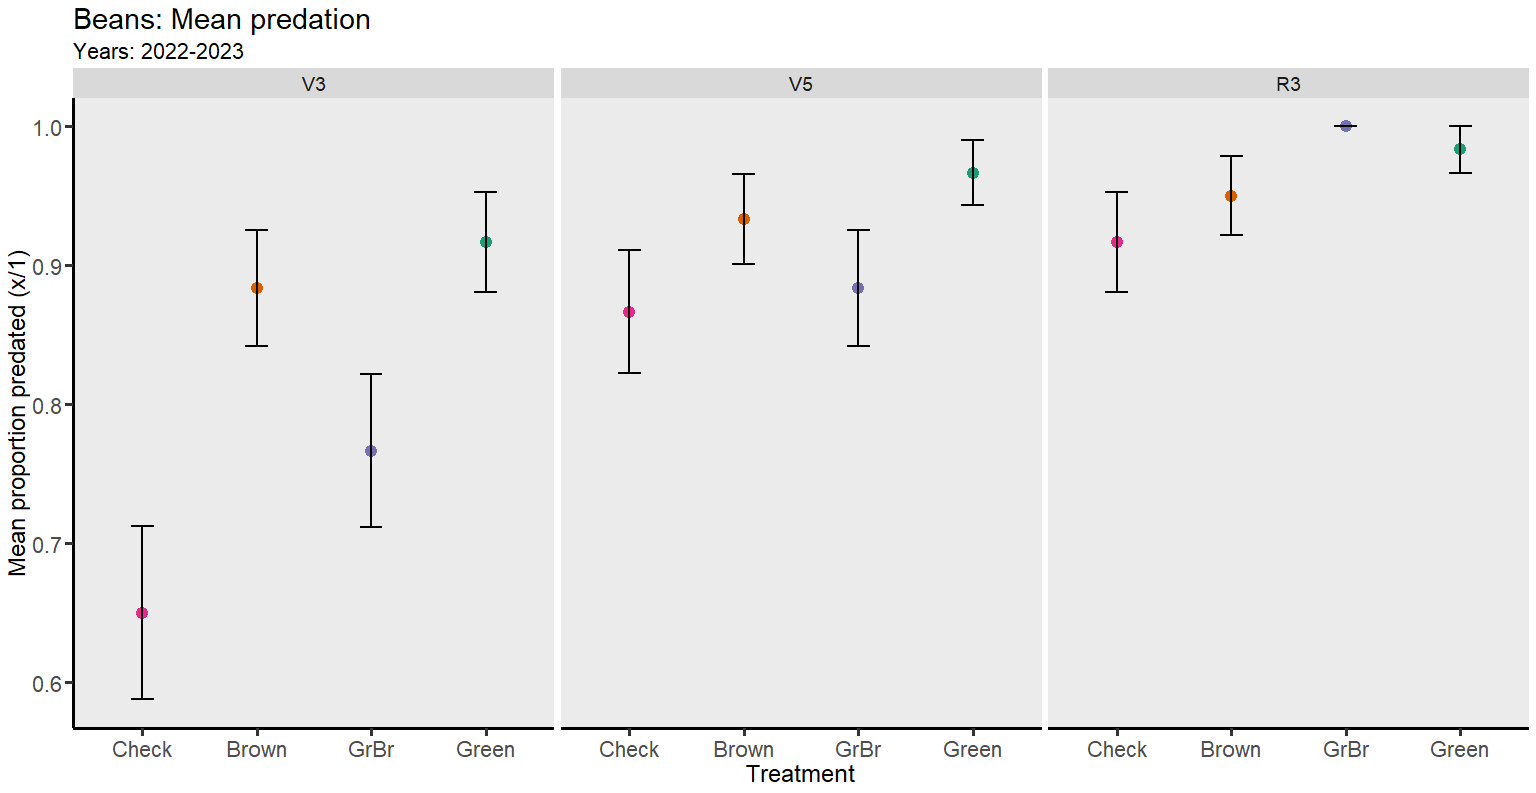 Beans: Mean predation
Years: 2022-2023
V3
V5
R3
Mean proportion predated (x/1)
1.0
0.9
0.8
0.7
0.6
Check Brown GrBr Green
Check Brown GrBr Green
Check Brown GrBr Green
Treatment